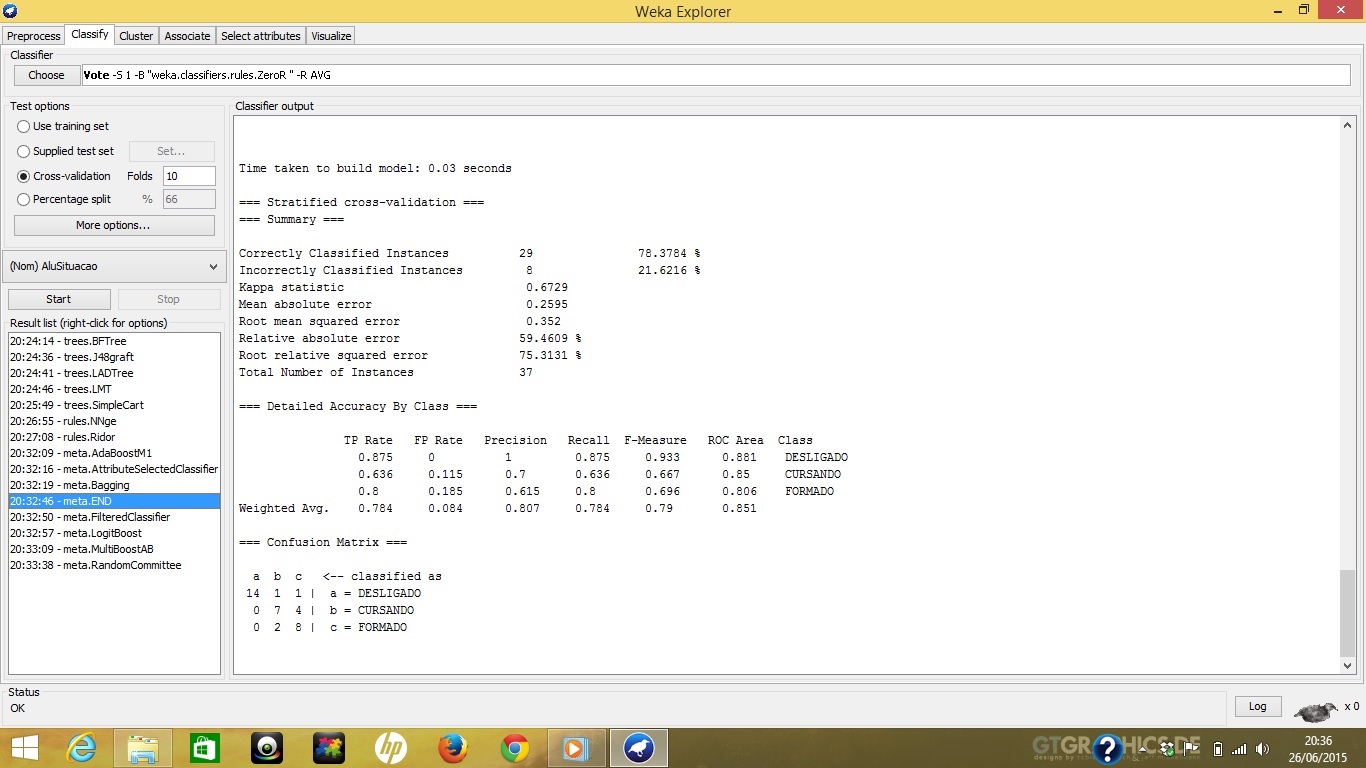 Weka Explorer
Preprocess Classify Cluster Associate Select attributes Visualize
Classifier
Choose Vote -S 1 -B "weka.classifiers.rules.ZeroR " -R AVG
Test options
Use training set
Supplied test set Set...
Cross-validation Folds 10
Percentage split % 66
More options...
(Nom) AluSituacao
Start Stop
Result list (right-click for options)
20:24:14 - trees.BFTree
20:24:36 - trees.J48graft
20:24:41 - trees.LADTree
20:24:46 - trees.LMT
20:25:49 - trees.SimpleCart
20:26:55 - rules.NNge
20:27:08 - rules.Ridor
20:32:09 - meta.AdaBoostM1
20:32:16 - meta.AttributeSelectedClassifier
20:32:19 - meta.Bagging
20:32:46 - meta.END
20:32:50 - meta.FilteredClassifier
20:32:57 - meta.LogitBoost
20:33:09 - meta.MultiBoostAB
20:33:38 - meta.RandomCommittee
Classifier output
Time taken to build model: 0.03 seconds
=== Stratified cross-validation ===
=== Summary ===
Correctly Classified Instances 29 78.3784 %
Incorrectly Classified Instances 8 21.6216 %
Kappa statistic 0.6729
Mean absolute error 0.2595
Root mean squared error 0.352
Relative absolute error 59.4609 %
Root relative squared error 75.3131 %
Total Number of Instances 37
=== Detailed Accuracy By Class ===
TP Rate FP Rate Precision Recall F-Measure ROC Area Class
0.875 0 1 0.875 0.933 0.881 DESLIGADO
0.636 0.115 0.7 0.636 0.667 0.85 CURSANDO
0.8 0.185 0.615 0.8 0.696 0.806 FORMADO
Weighted Avg. 0.784 0.084 0.807 0.784 0.79 0.851
=== Confusion Matrix ===
a b c <-- classified as
14 1 1 | a = DESLIGADO
0 7 4 | b = CURSANDO
0 2 8 | c = FORMADO
Status
OK
Log x 0
hp
20:36
26/06/2015